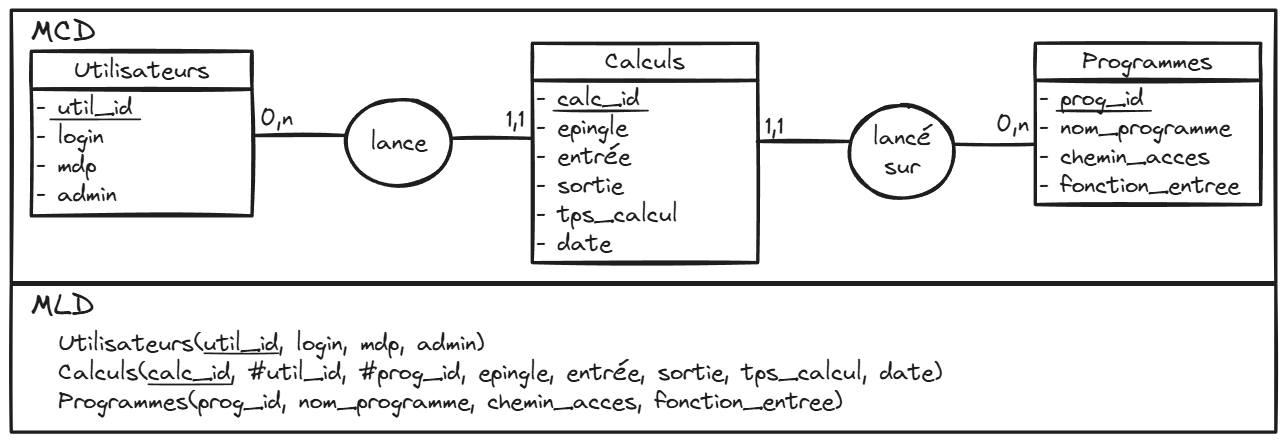 MCD
Utilisateurs
- util_id
- login
- mdp
- admin
0,n
lance
1,1
Calculs
- calc_id
- epingle
- entrée
- sortie
- tps_calcul
- date
1,1
lancé
sur
0,n
Programmes
- prog_id
- nom_programme
- chemin_acces
- fonction_entree
MLD
Utilisateurs(util_id, login, mdp, admin)
Calculs(calc_id, #util_id, #prog_id, epingle, entrée, sortie, tps_calcul, date)
Programmes(prog_id, nom_programme, chemin_acces, fonction_entree)